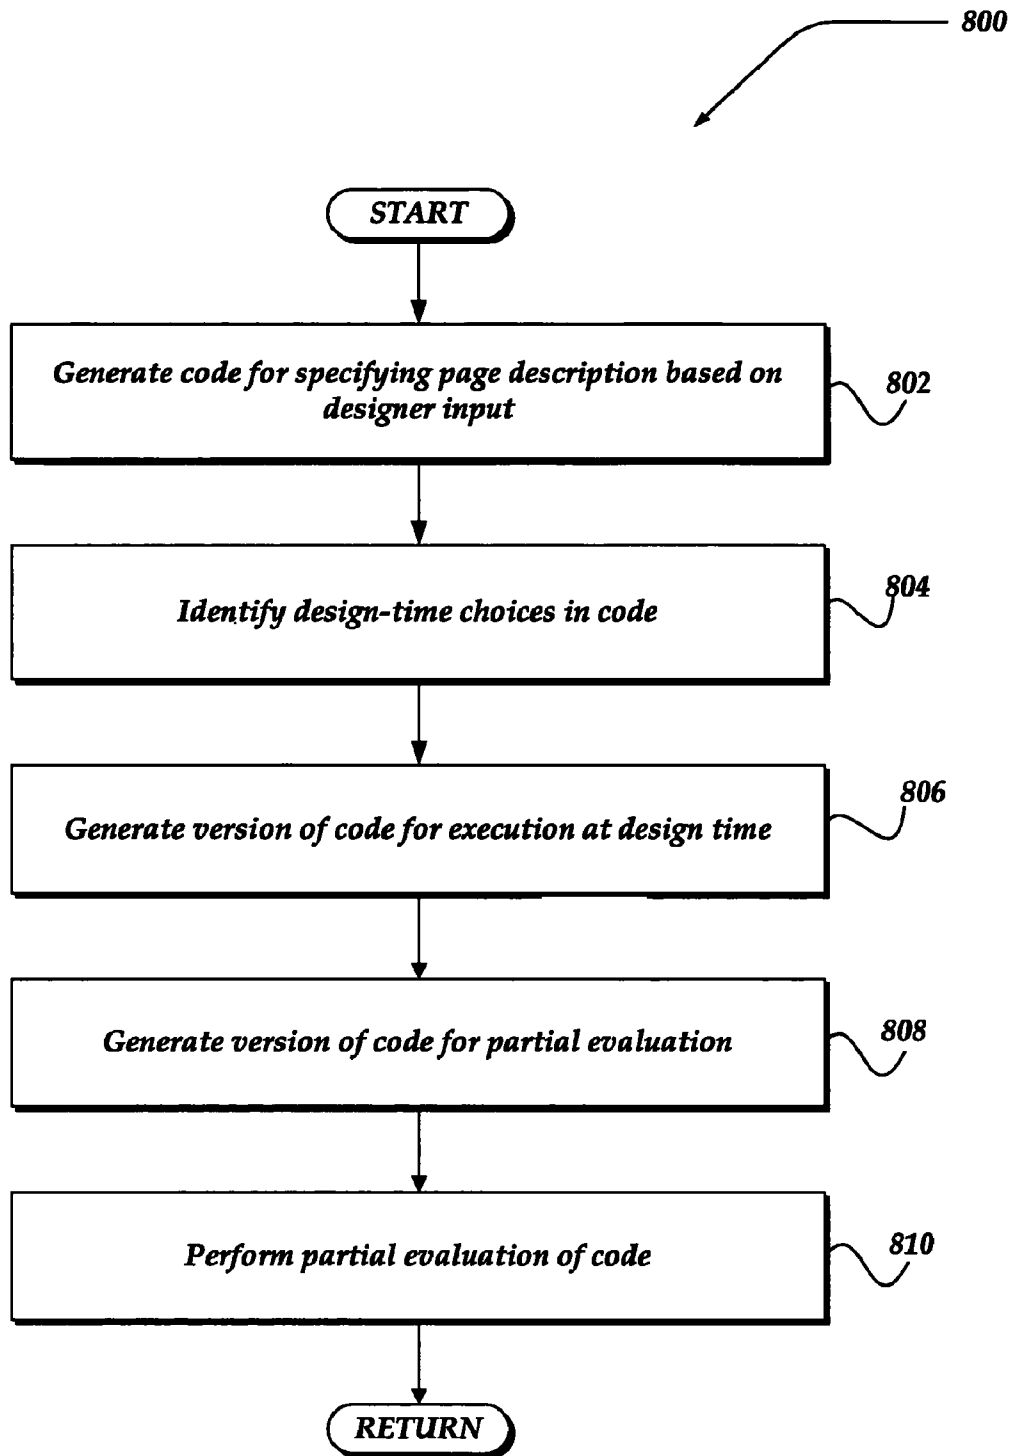 800
START
Generate code for specifying page description based on
designer input
802
Identify design-time choices in code
804
Generate version of code for execution at design time
806
Generate version of code for partial evaluation
808
Perform partial evaluation of code
810
RETURN